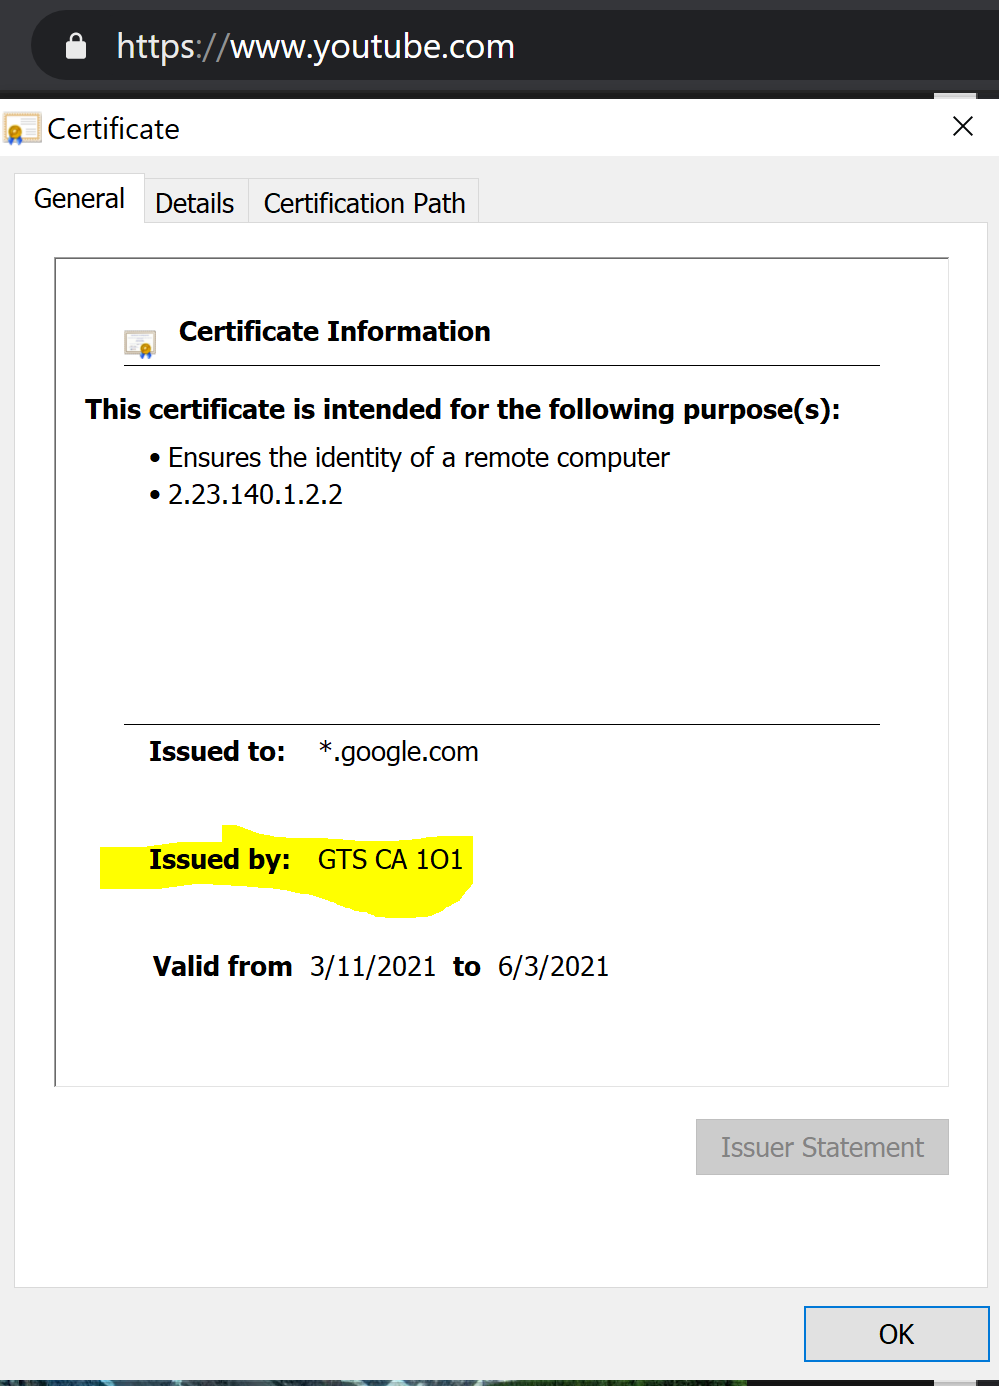 https://www.youtube.com
Certificate
General Details Certification Path
Certificate Information
This certificate is intended for the following purpose(s):
• Ensures the identity of a remote computer
• 2.23.140.1.2.2
Issued to: *.google.com
Issued by: GTS CA 1O1
Valid from 3/11/2021 to 6/3/2021
Issuer Statement
OK